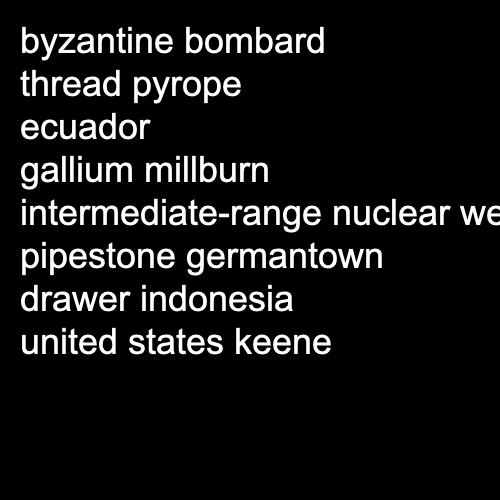 byzantine bombard
thread pyrope
ecuador
gallium millburn
intermediate-range nuclear we
pipestone germantown
drawer indonesia
united states keene